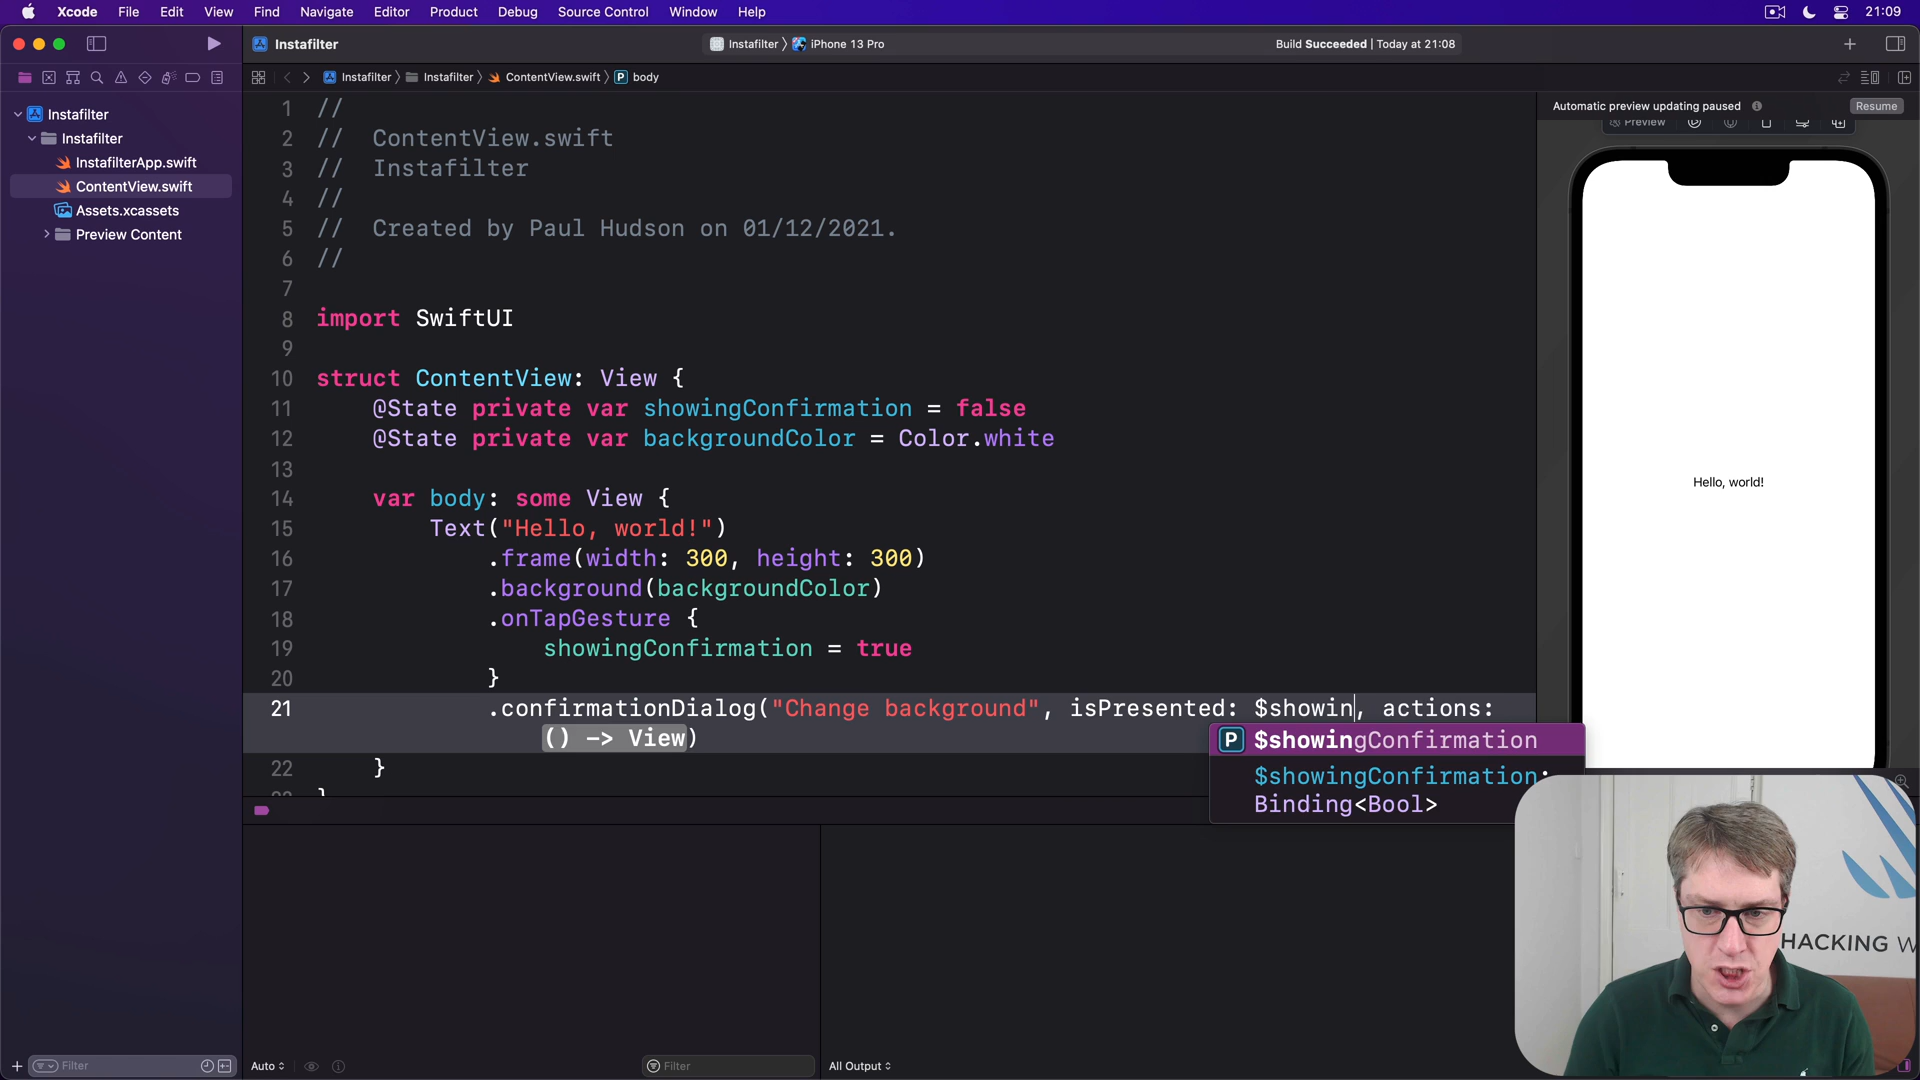 Xcode File Edit View Find Navigate Editor Product Debug Source Control Window Help 21:09
Instafilter
Instafilter iPhone 13 Pro
Build Succeeded | Today at 21:08
Instafilter Instafilter ContentView.swift P body
Instafilter
Instafilter
InstafilterApp.swift
ContentView.swift
Assets.xcassets
Preview Content
1 //
2 // ContentView.swift
3 // Instafilter
4 //
5 // Created by Paul Hudson on 01/12/2021.
6 //
7
8 import SwiftUI
9
10 struct ContentView: View {
11 @State private var showingConfirmation = false
12 @State private var backgroundColor = Color.white
13
14 var body: some View {
15 Text("Hello, world!")
16 .frame(width: 300, height: 300)
17 .background(backgroundColor)
18 .onTapGesture {
19 showingConfirmation = true
20 }
21 .confirmationDialog("Change background", isPresented: $showin, actions:
() -> View)
22 }
}
P $showingConfirmation
$showingConfirmation:
Binding<Bool>
Automatic preview updating paused Resume
Preview
Hello, world!
HACKING W
Filter
Auto
Filter
All Output